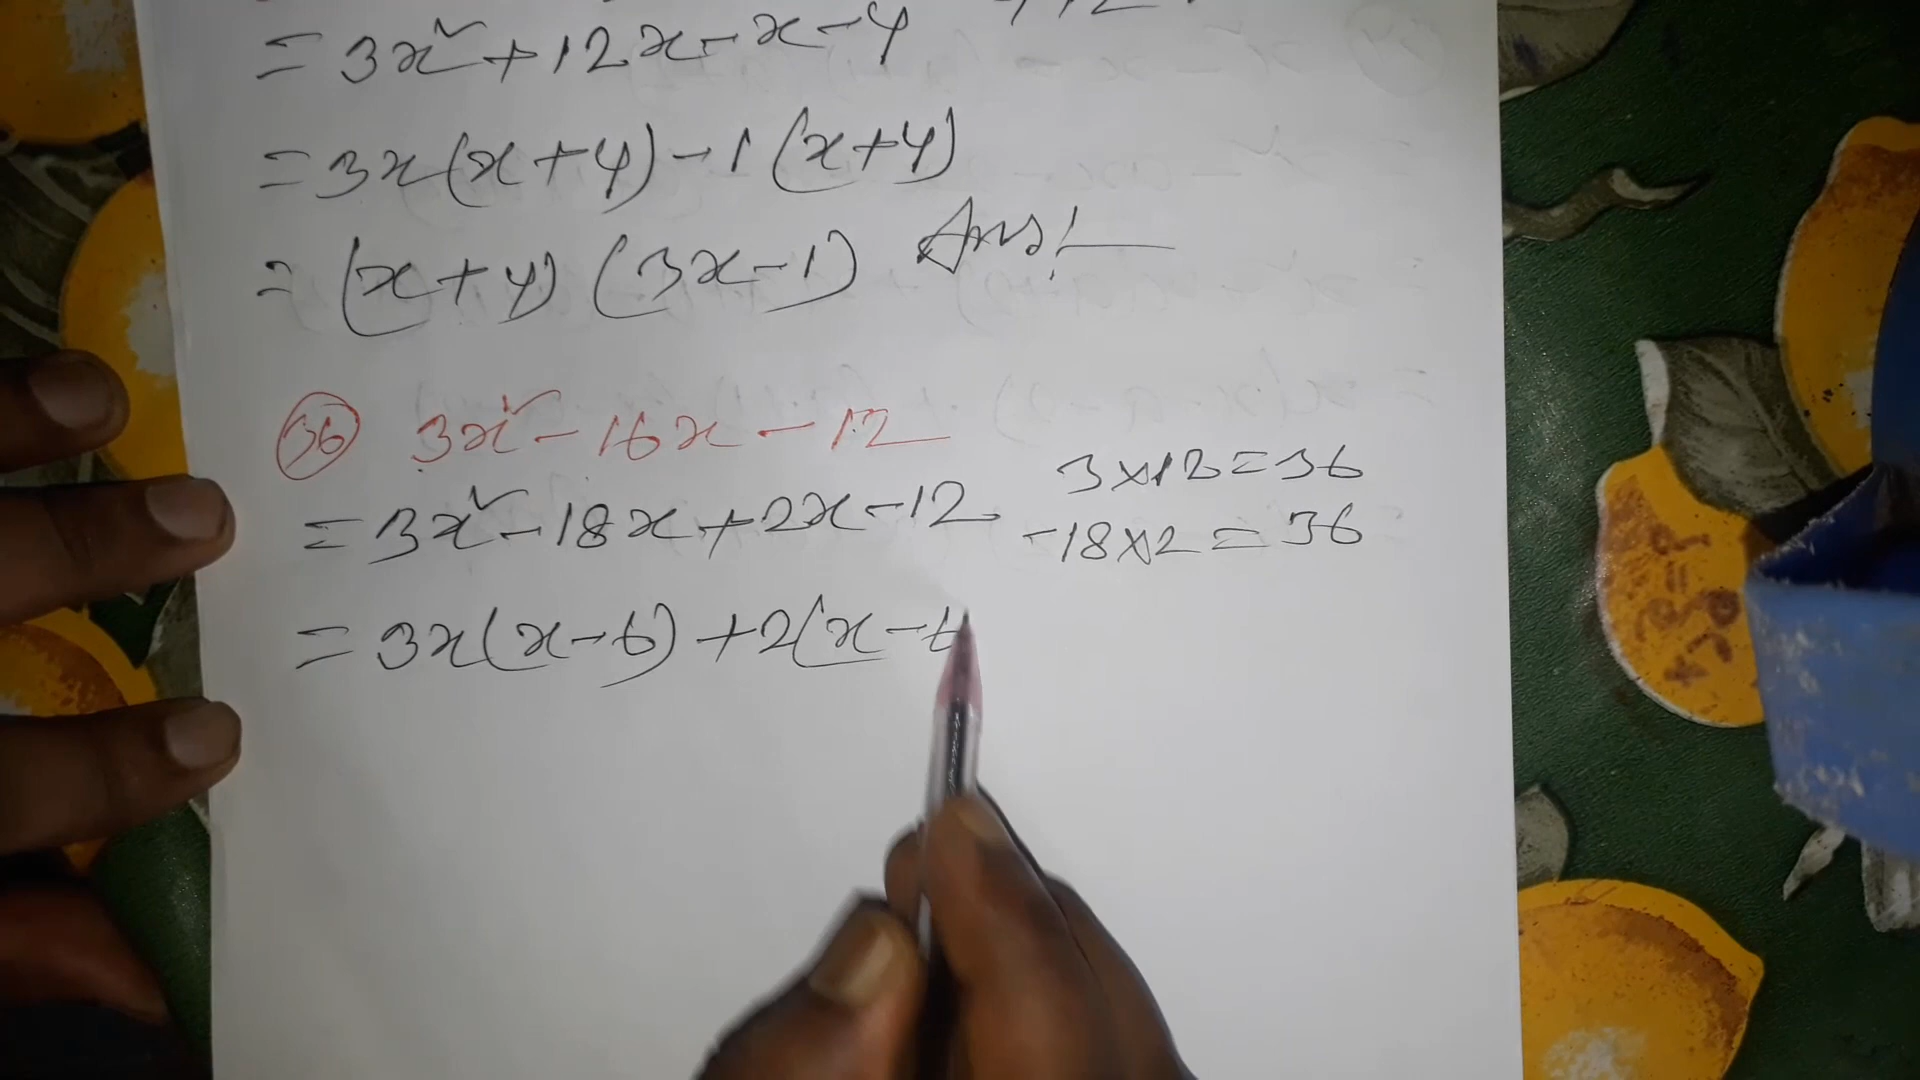 = 3x² + 12x - x - 4
= 3x(x+4) - 1(x+4)
= (x+4) (3x-1) Ans!
(36) 3x² - 16x - 12
= 3x² - 18x + 2x - 12 3×12=36
-18×2=36
= 3x(x-6) + 2(x-6